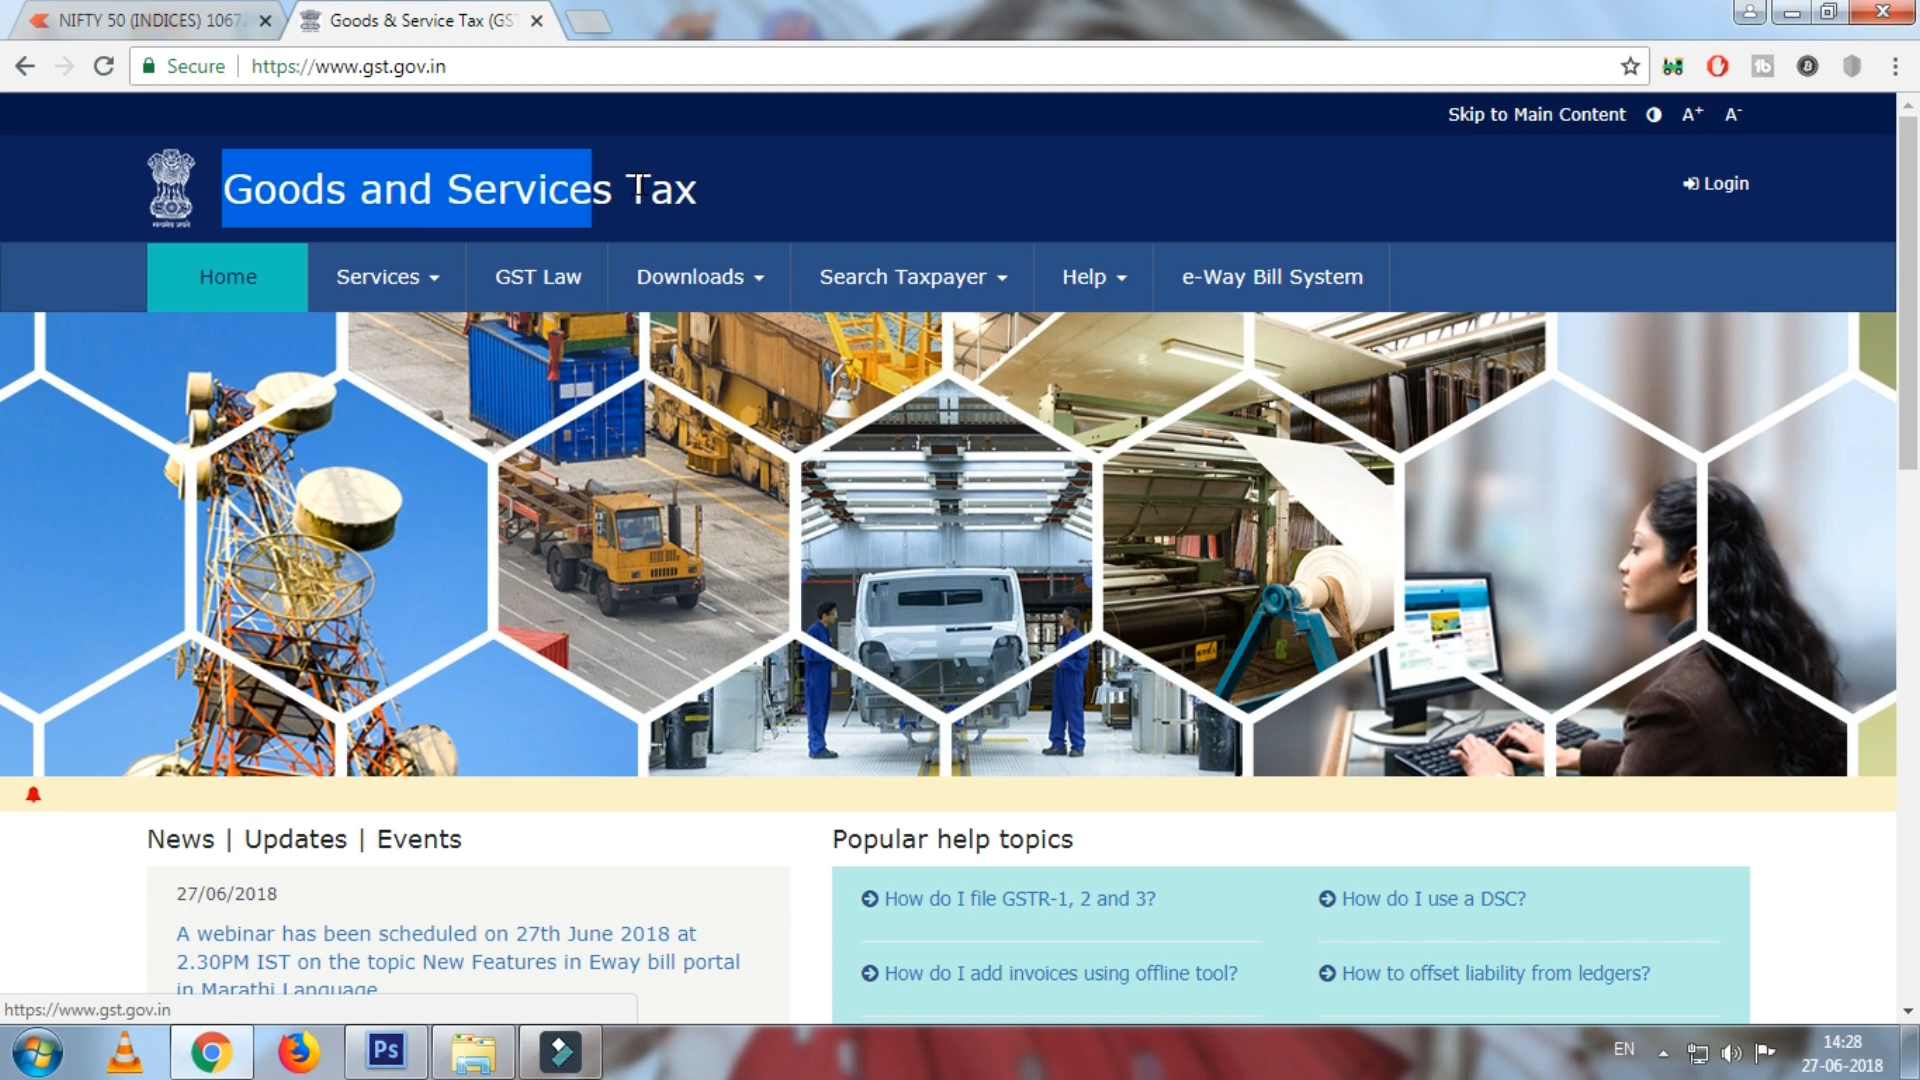 NIFTY 50 (INDICES) 1067
Goods & Service Tax (GS
Secure
https://www.gst.gov.in
Skip to Main Content
A+
A-
Goods and Services Tax
Login
Home
Services
GST Law
Downloads
Search Taxpayer
Help
e-Way Bill System
News | Updates | Events
27/06/2018
A webinar has been scheduled on 27th June 2018 at
2.30PM IST on the topic New Features in Eway bill portal
in Marathi Language
Popular help topics
How do I file GSTR-1, 2 and 3?
How do I use a DSC?
How do I add invoices using offline tool?
How to offset liability from ledgers?
https://www.gst.gov.in
Ps
EN
14:28
27-06-2018